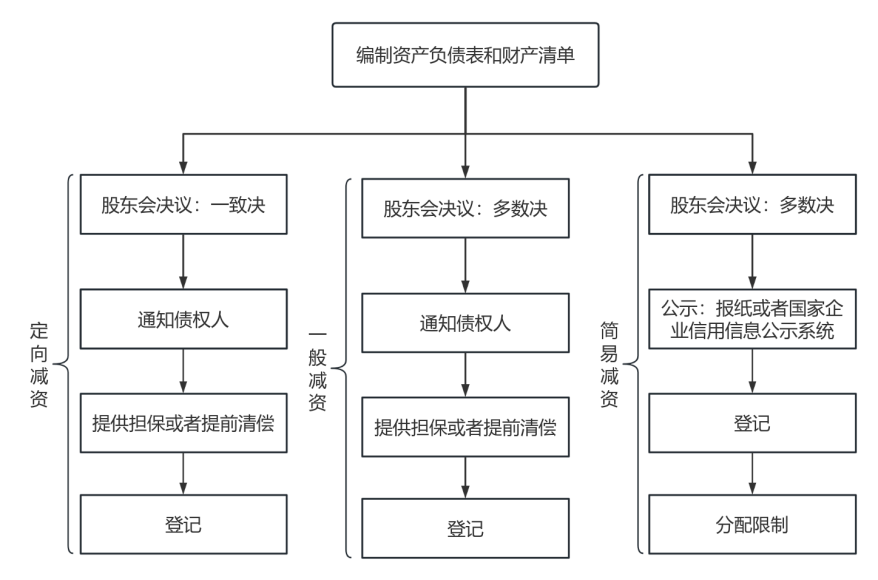 编制资产负债表和财产清单
定向减资
股东会决议：一致决
通知债权人
提供担保或者提前清偿
登记
一般减资
股东会决议：多数决
通知债权人
提供担保或者提前清偿
登记
简易减资
股东会决议：多数决
公示：报纸或者国家企
业信用信息公示系统
登记
分配限制